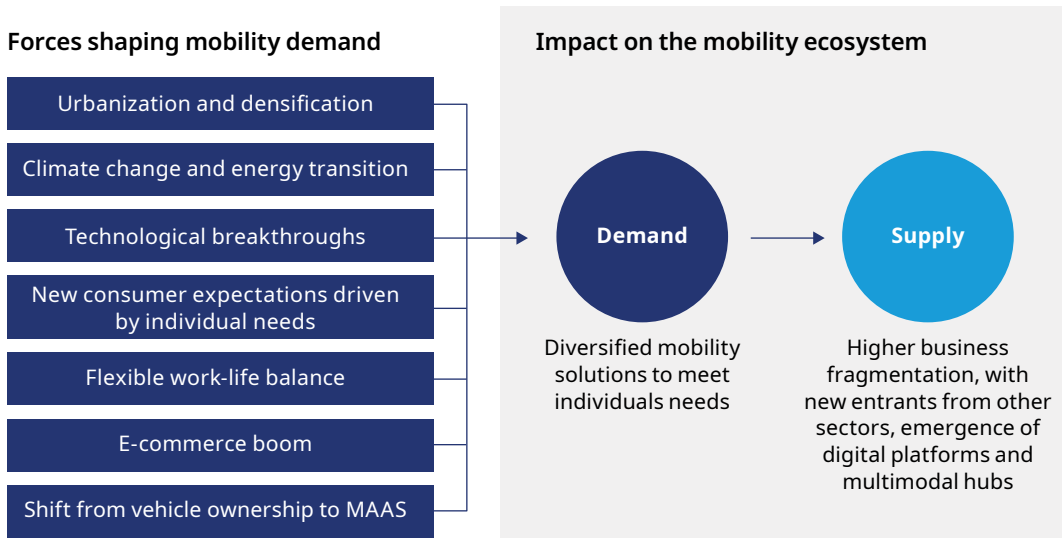 Forces shaping mobility demand
Urbanization and densification
Climate change and energy transition
Technological breakthroughs
New consumer expectations driven
by individual needs
Flexible work-life balance
E-commerce boom
Shift from vehicle ownership to MAAS
Impact on the mobility ecosystem
Demand
Diversified mobility
solutions to meet
individuals needs
Supply
Higher business
fragmentation, with
new entrants from other
sectors, emergence of
digital platforms and
multimodal hubs